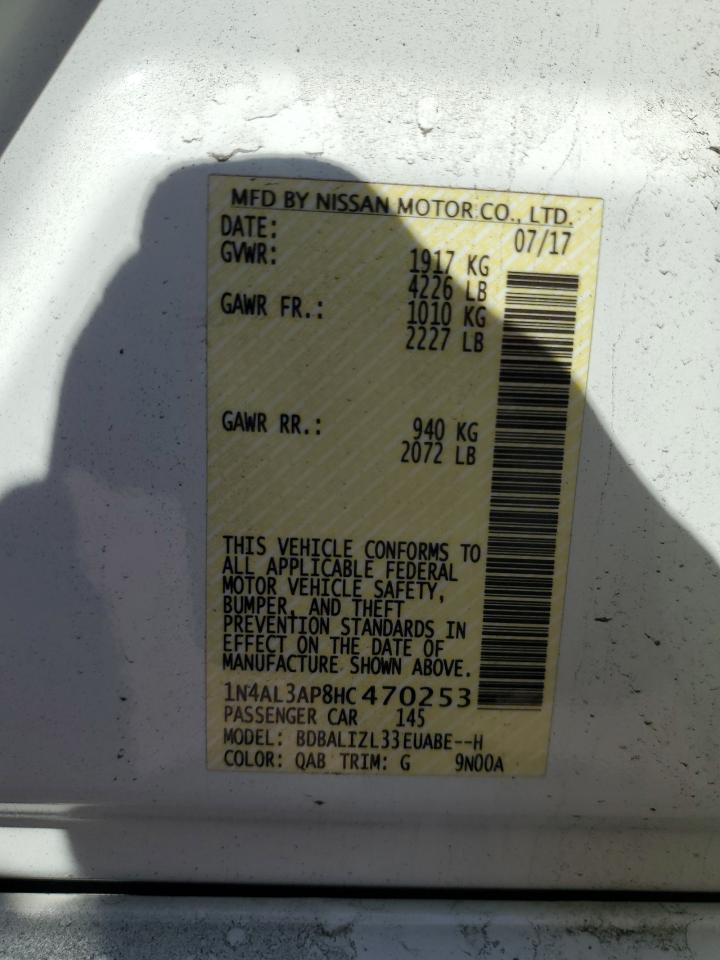 MFD BY NISSAN MOTOR CO., LTD.
DATE: 07/17
GVWR: 1917 KG
4226 LB
GAWR FR.: 1010 KG
2227 LB
GAWR RR.: 940 KG
2072 LB
THIS VEHICLE CONFORMS TO
ALL APPLICABLE FEDERAL
MOTOR VEHICLE SAFETY,
BUMPER, AND THEFT
PREVENTION STANDARDS IN
EFFECT ON THE DATE OF
MANUFACTURE SHOWN ABOVE.
1N4AL3AP8HC470253
PASSENGER CAR 145
MODEL: BDBALIZL33EUABE--H
COLOR: QAB TRIM: G 9N00A